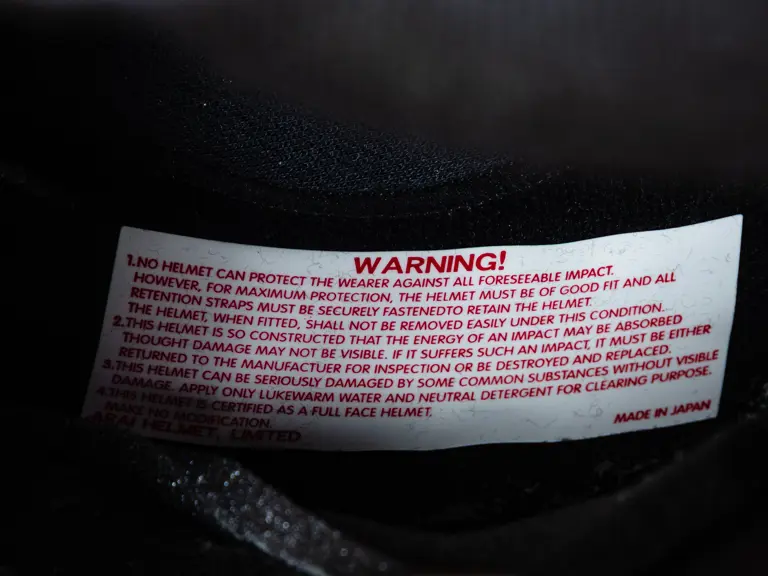 WARNING!
1.NO HELMET CAN PROTECT THE WEARER AGAINST ALL FORESEEABLE IMPACT.
HOWEVER, FOR MAXIMUM PROTECTION, THE HELMET MUST BE OF GOOD FIT AND ALL
RETENTION STRAPS MUST BE SECURELY FASTENEDTO RETAIN THE HELMET.
THE HELMET, WHEN FITTED, SHALL NOT BE REMOVED EASILY UNDER THIS CONDITION.
2.THIS HELMET IS SO CONSTRUCTED THAT THE ENERGY OF AN IMPACT MAY BE ABSORBED
THOUGHT DAMAGE MAY NOT BE VISIBLE. IF IT SUFFERS SUCH AN IMPACT, IT MUST BE EITHER
RETURNED TO THE MANUFACTUER FOR INSPECTION OR BE DESTROYED AND REPLACED.
3.THIS HELMET CAN BE SERIOUSLY DAMAGED BY SOME COMMON SUBSTANCES WITHOUT VISIBLE
DAMAGE. APPLY ONLY LUKEWARM WATER AND NEUTRAL DETERGENT FOR CLEARING PURPOSE.
4.THIS HELMET IS CERTIFIED AS A FULL FACE HELMET.
MAKE NO MODIFICATION.
ARAI HELMET, LIMITED
MADE IN JAPAN